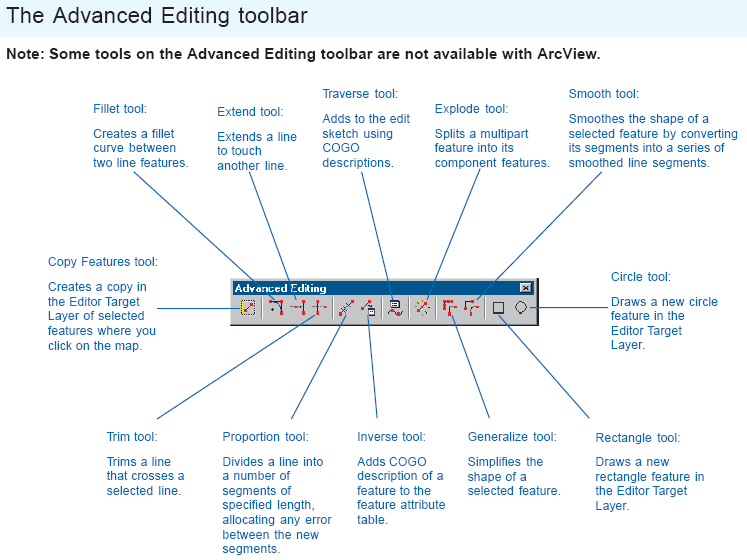 The Advanced Editing toolbar
Note: Some tools on the Advanced Editing toolbar are not available with ArcView.
Fillet tool:
Creates a fillet
curve between
two line features.
Extend tool:
Extends a line
to touch
another line.
Traverse tool:
Adds to the edit
sketch using
COGO
descriptions.
Explode tool:
Splits a multipart
feature into its
component features.
Smooth tool:
Smoothes the shape of a
selected feature by converting
its segments into a series of
smoothed line segments.
Copy Features tool:
Creates a copy in
the Editor Target
Layer of selected
features where you
click on the map.
Advanced Editing
Circle tool:
Draws a new circle
feature in the
Editor Target
Layer.
Trim tool:
Trims a line
that crosses a
selected line.
Proportion tool:
Divides a line into
a number of
segments of
specified length,
allocating any error
between the new
segments.
Inverse tool:
Adds COGO
description of a
feature to the
feature attribute
table.
Generalize tool:
Simplifies the
shape of a
selected feature.
Rectangle tool:
Draws a new
rectangle feature in
the Editor Target
Layer.